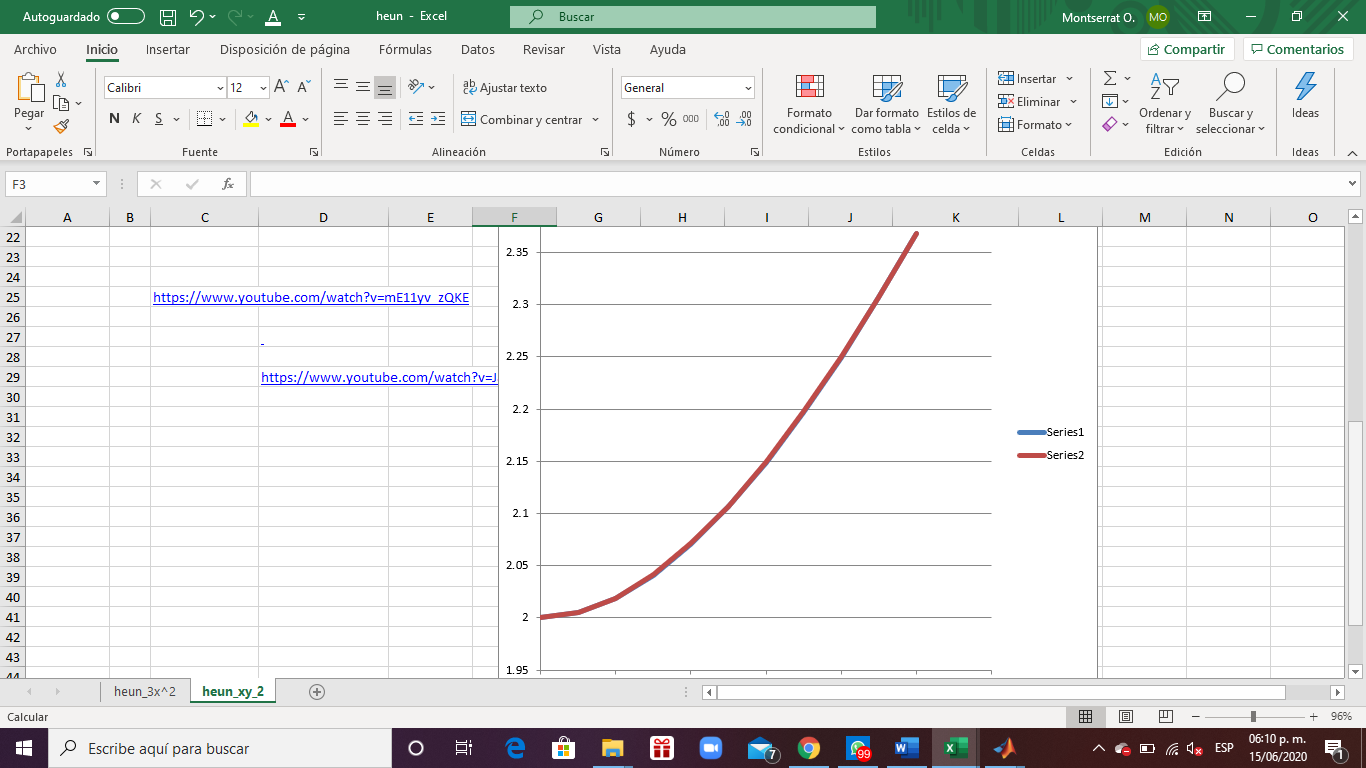 Autoguardado
heun - Excel
Buscar
Montserrat O.
MO
Archivo Inicio Insertar Disposición de página Fórmulas Datos Revisar Vista Ayuda
Compartir Comentarios
Pegar
Portapapeles
Calibri 12
N K S
Fuente
Ajustar texto
Combinar y centrar
Alineación
General
$ % 000
Número
Formato condicional
Dar formato como tabla
Estilos de celda
Estilos
Insertar
Eliminar
Formato
Celdas
Ordenar y filtrar
Buscar y seleccionar
Edición
Ideas
Ideas
F3
fx
A B C D E F G H I J K L M N O
22
23
24
25 https://www.youtube.com/watch?v=mE11yv_zQKE
26
27
28
29 https://www.youtube.com/watch?v=J
30
31
32
33
34
35
36
37
38
39
40
41
42
43
44
2.35
2.3
2.25
2.2
2.15
2.1
2.05
2
1.95
Series1
Series2
heun_3x^2 heun_xy_2
Calcular
96%
Escribe aquí para buscar
7
99
ESP
06:10 p. m.
15/06/2020
1